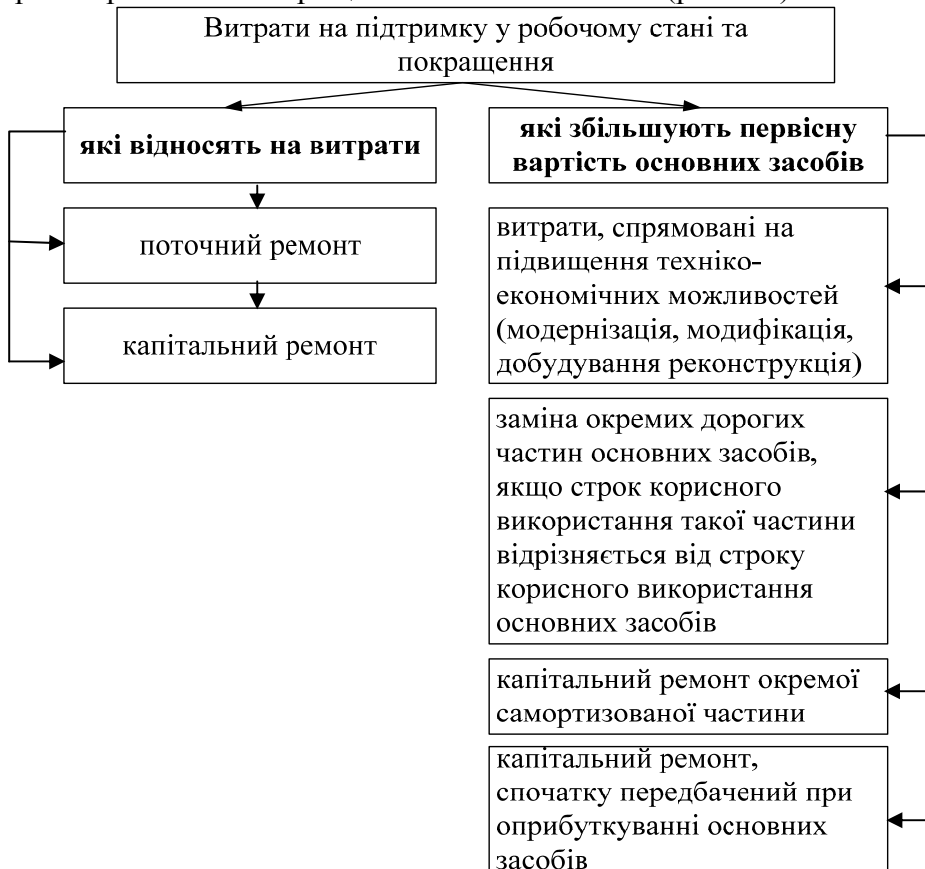 Витрати на підтримку у робочому стані та
покращення
які відносять на витрати
поточний ремонт
капітальний ремонт
які збільшують первісну
вартість основних засобів
витрати, спрямовані на
підвищення техніко-
економічних можливостей
(модернізація, модифікація,
добудування реконструкція)
заміна окремих дорогих
частин основних засобів,
якщо строк корисного
використання такої частини
відрізняється від строку
корисного використання
основних засобів
капітальний ремонт окремої
самортизованої частини
капітальний ремонт,
спочатку передбачений при
оприбуткуванні основних
засобів